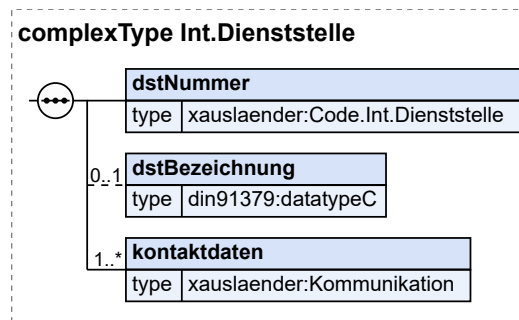 complexType Int.Dienststelle
dstNummer
type xauslaender:Code.Int.Dienststelle
0..1
dstBezeichnung
type din91379:datatypeC
1..*
kontaktdaten
type xauslaender:Kommunikation